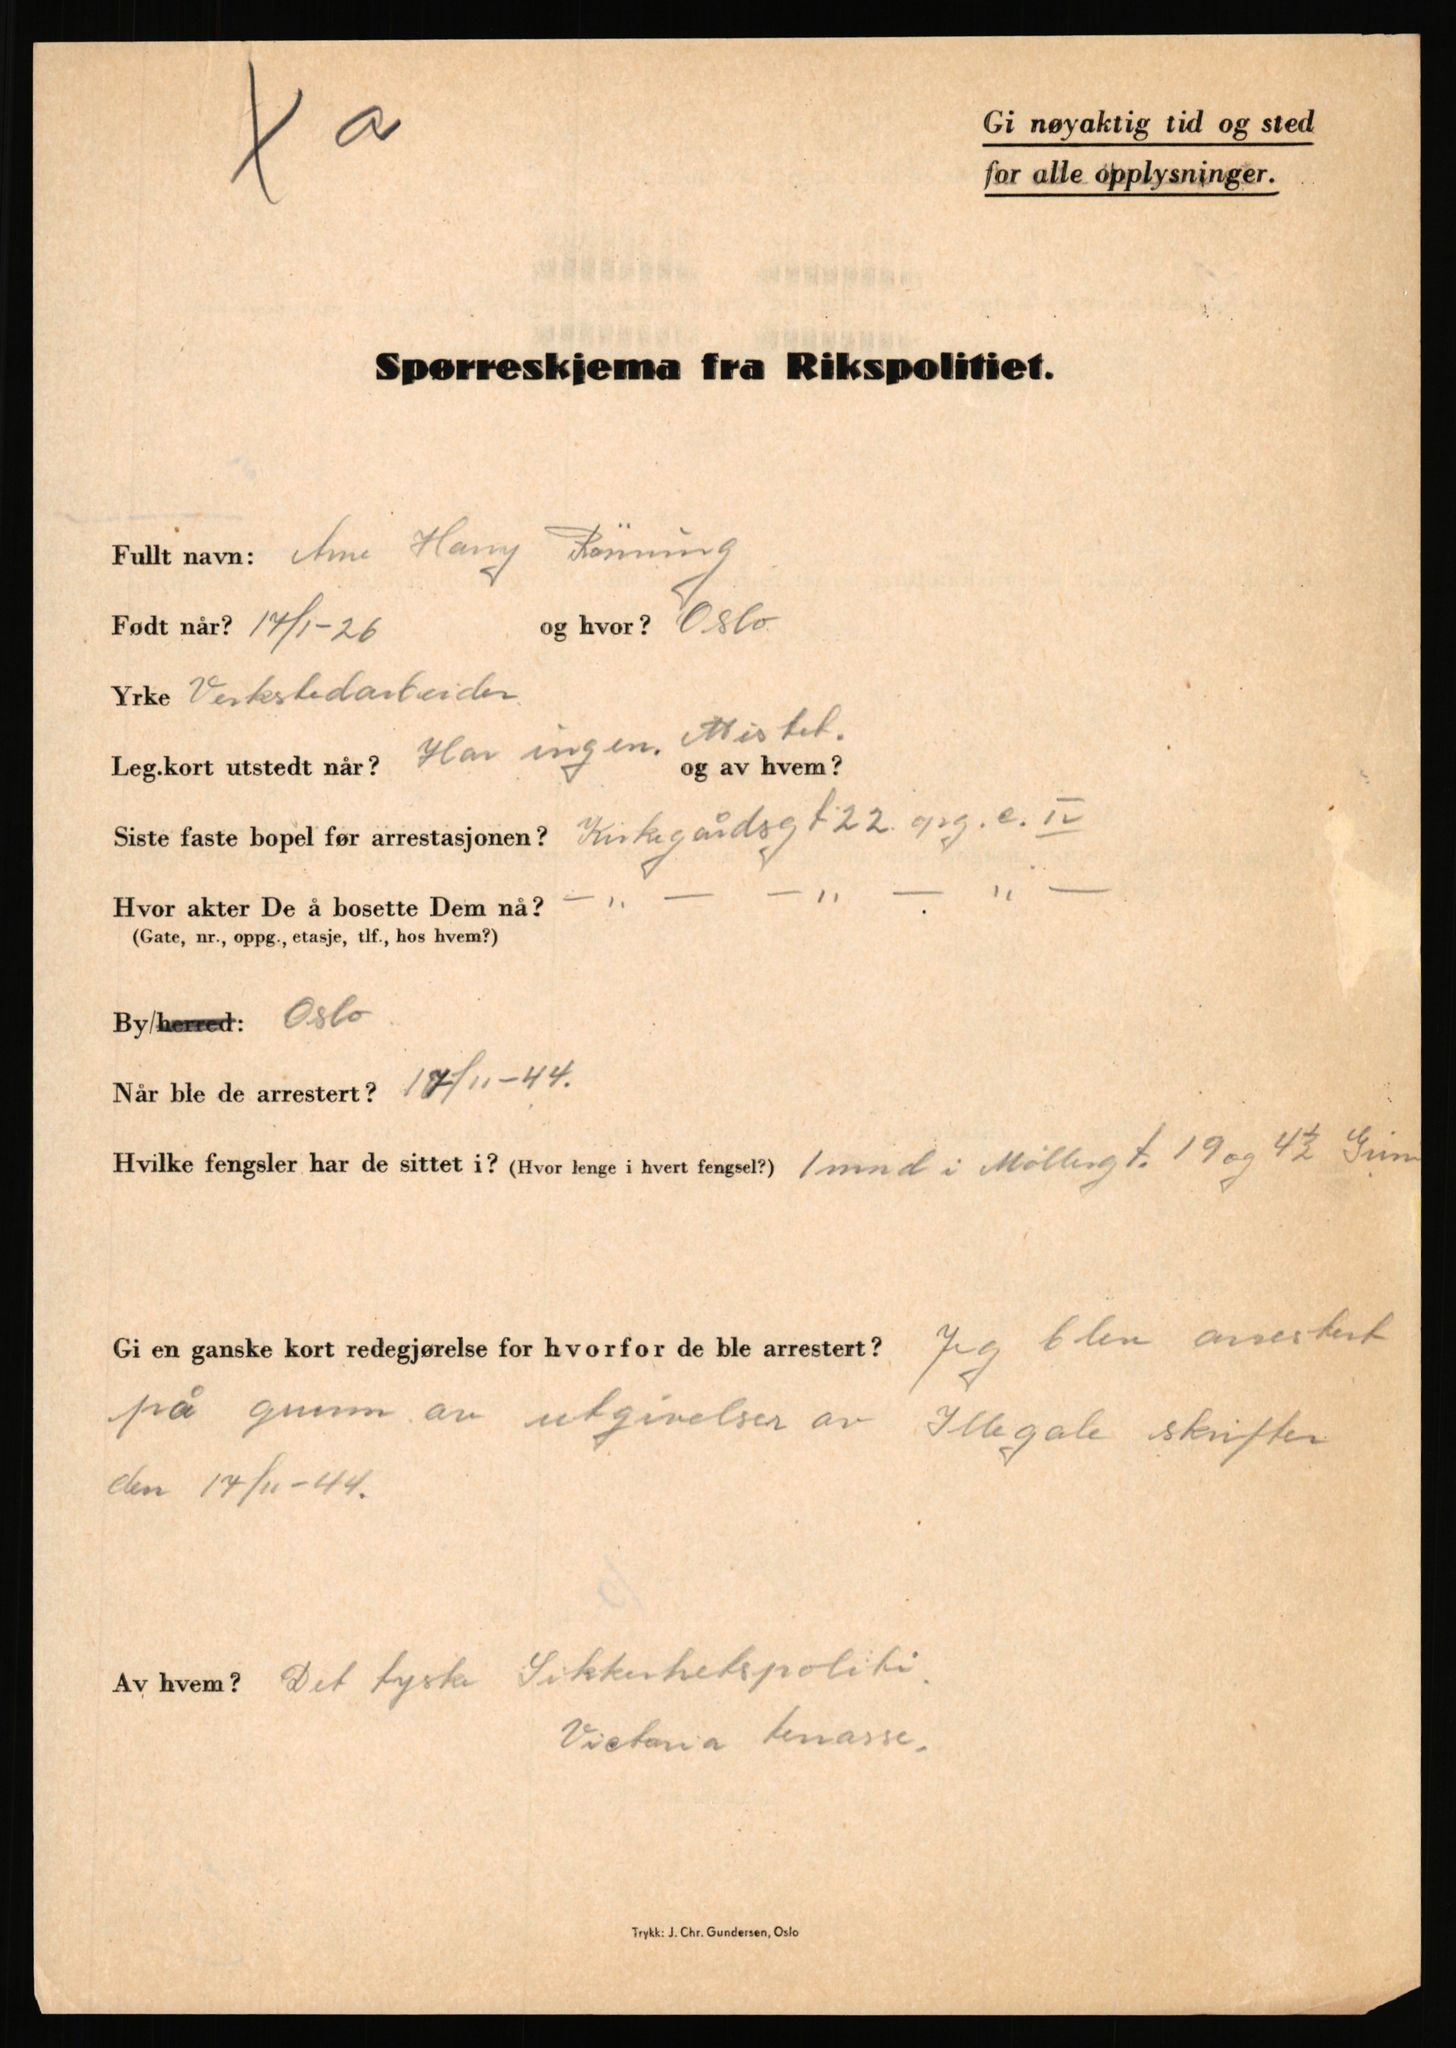 X a
Gi nøyaktig tid og sted
for alle opplysninger.
Spørreskjema fra Rikspolitiet.
Fullt navn: Arne Harry Rönning
Født når? 17/1-26 og hvor? Oslo
Yrke Verkstedarbeider
Leg.kort utstedt når? Har ingen. Mistet. og av hvem?
Siste faste bopel før arrestasjonen? Kirkegårdsgt 22. opg. c. IV
Hvor akter De å bosette Dem nå? — „ — — „ — „ —
(Gate, nr., oppg., etasje, tlf., hos hvem?)
By/herred: Oslo
Når ble de arrestert? 17/11-44.
Hvilke fengsler har de sittet i? (Hvor lenge i hvert fengsel?) 1 mnd i Möllergt. 19 og 4½ Grini
Gi en ganske kort redegjørelse for hvorfor de ble arrestert? Jeg blev arrestert
på grunn av utgivelser av Illegale skrifter
den 17/11-44.
Av hvem? Det tyske Sikkerhetspoliti.
Victoria terrasse.
Trykk: J. Chr. Gundersen, Oslo